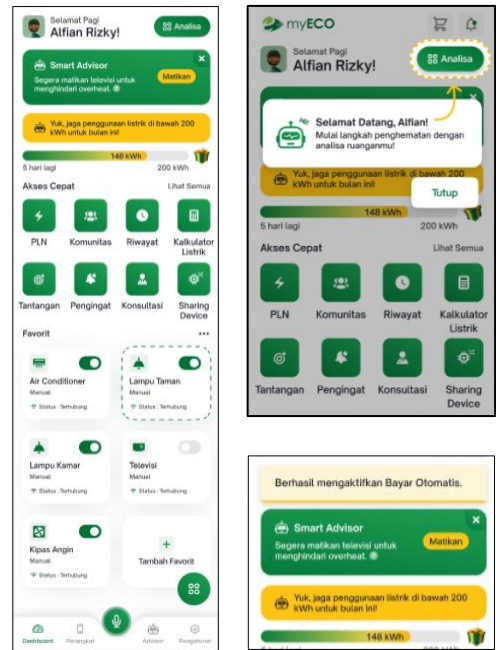 Selamat Pagi
Alfian Rizky!
Analisa
Smart Advisor
Segera matikan televisi untuk
menghindari overheat.
Matikan
Yuk, jaga penggunaan listrik di bawah 200
kWh untuk bulan ini!
148 kWh
5 hari lagi
200 kWh
Akses Cepat
Lihat Semua
PLN
Komunitas
Riwayat
Kalkulator
Listrik
Tantangan
Pengingat
Konsultasi
Sharing
Device
Favorit
Air Conditioner
Manual
Status : Terhubung
Lampu Taman
Manual
Status : Terhubung
Lampu Kamar
Manual
Status : Terhubung
Televisi
Manual
Status : Terhubung
Kipas Angin
Manual
Status : Terhubung
Tambah Favorit
Dashboard
Perangkat
Advisor
Pengaturan
myECO
Selamat Pagi
Alfian Rizky!
Analisa
Selamat Datang, Alfian!
Mulai langkah penghematan dengan
analisa ruanganmu!
Yuk, jaga penggunaan listrik di bawah 200
kWh untuk bulan ini!
Tutup
148 kWh
5 hari lagi
200 kWh
Akses Cepat
Lihat Semua
PLN
Komunitas
Riwayat
Kalkulator
Listrik
Tantangan
Pengingat
Konsultasi
Sharing
Device
Berhasil mengaktifkan Bayar Otomatis.
Smart Advisor
Segera matikan televisi untuk
menghindari overheat.
Matikan
Yuk, jaga penggunaan listrik di bawah 200
kWh untuk bulan ini!
148 kWh